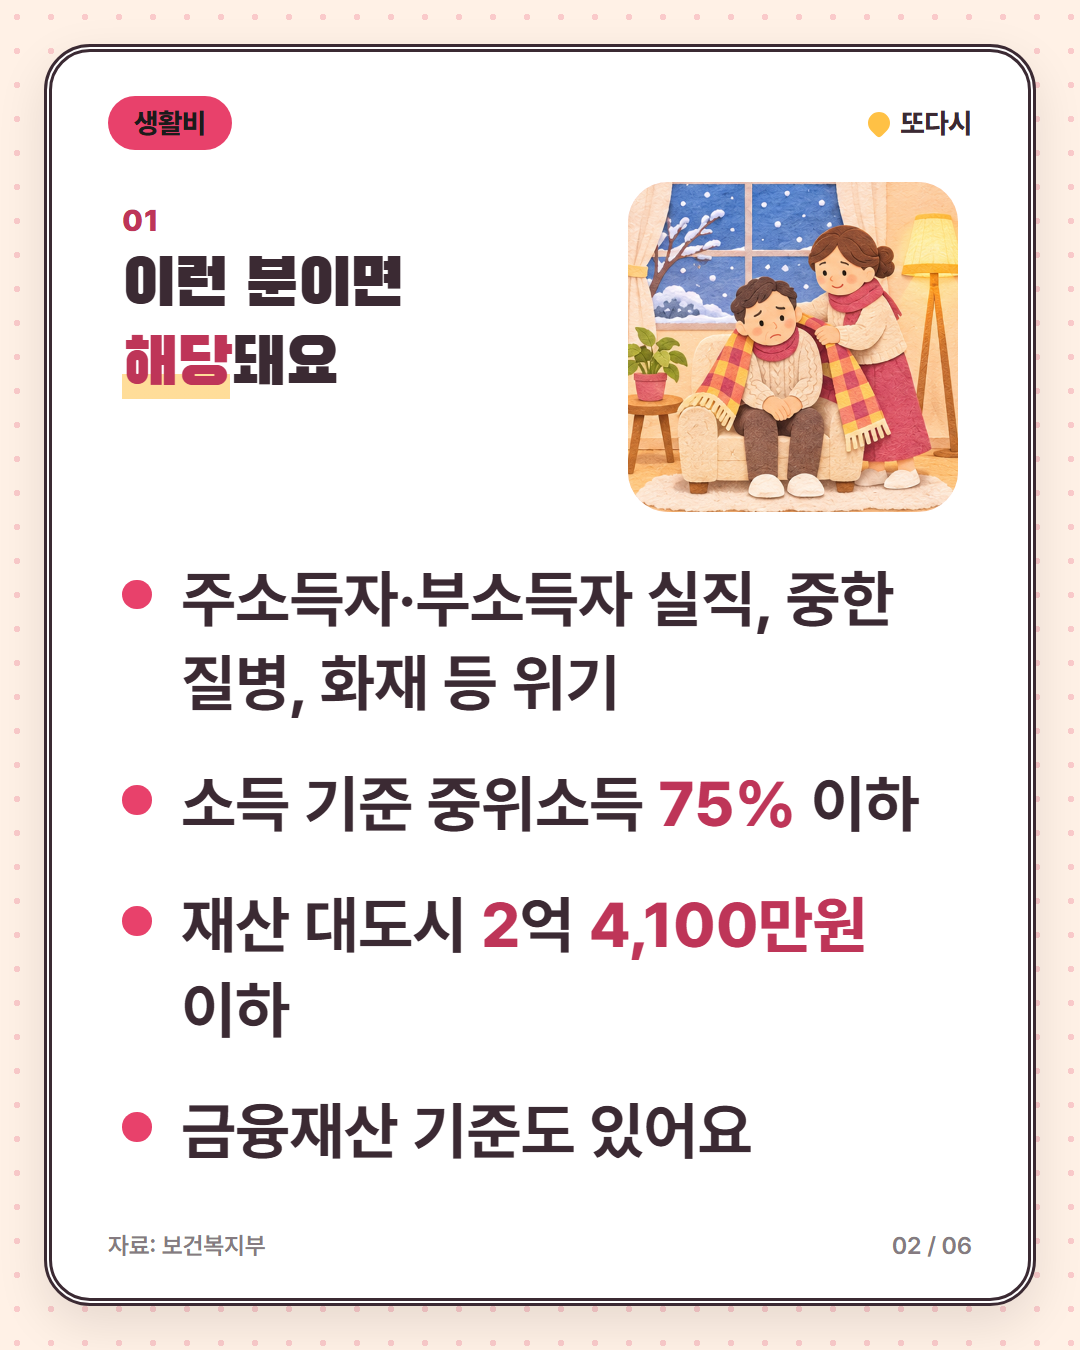 생활비
또다시
01
이런 분이면
해당돼요
주소득자·부소득자 실직, 중한
질병, 화재 등 위기
소득 기준 중위소득 75% 이하
재산 대도시 2억 4,100만원
이하
금융재산 기준도 있어요
자료: 보건복지부
02 / 06